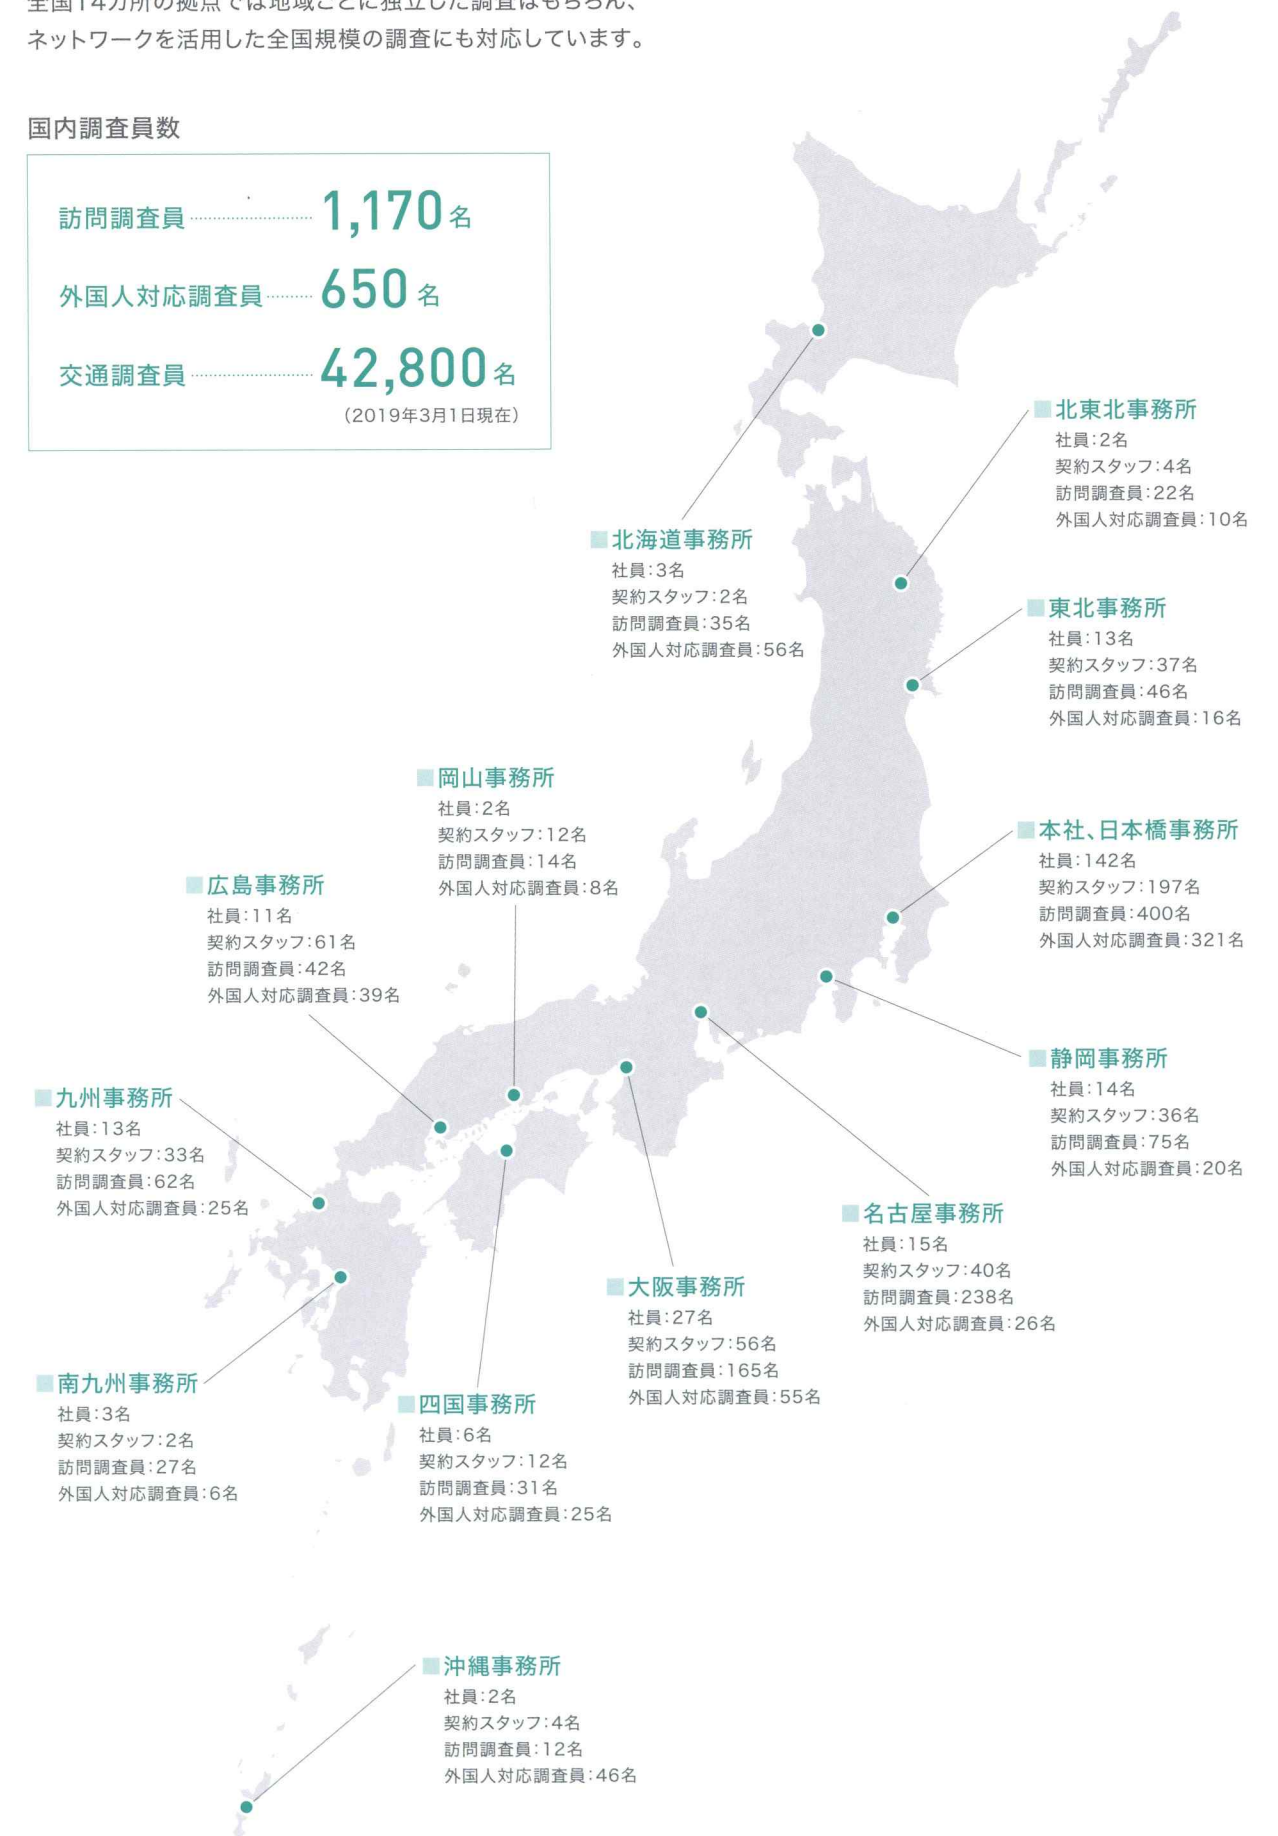 全国14カ所の拠点では地域ごとに独立した調査はもちろん、
ネットワークを活用した全国規模の調査にも対応しています。
国内調査員数
訪問調査員 1,170名
外国人対応調査員 650名
交通調査員 42,800名
(2019年3月1日現在)
北東北事務所
社員:2名
契約スタッフ:4名
訪問調査員:22名
外国人対応調査員:10名
北海道事務所
社員:3名
契約スタッフ:2名
訪問調査員:35名
外国人対応調査員:56名
東北事務所
社員:13名
契約スタッフ:37名
訪問調査員:46名
外国人対応調査員:16名
岡山事務所
社員:2名
契約スタッフ:12名
訪問調査員:14名
外国人対応調査員:8名
本社、日本橋事務所
社員:142名
契約スタッフ:197名
訪問調査員:400名
外国人対応調査員:321名
広島事務所
社員:11名
契約スタッフ:61名
訪問調査員:42名
外国人対応調査員:39名
静岡事務所
社員:14名
契約スタッフ:36名
訪問調査員:75名
外国人対応調査員:20名
九州事務所
社員:13名
契約スタッフ:33名
訪問調査員:62名
外国人対応調査員:25名
名古屋事務所
社員:15名
契約スタッフ:40名
訪問調査員:238名
外国人対応調査員:26名
大阪事務所
社員:27名
契約スタッフ:56名
訪問調査員:165名
外国人対応調査員:55名
南九州事務所
社員:3名
契約スタッフ:2名
訪問調査員:27名
外国人対応調査員:6名
四国事務所
社員:6名
契約スタッフ:12名
訪問調査員:31名
外国人対応調査員:25名
沖縄事務所
社員:2名
契約スタッフ:4名
訪問調査員:12名
外国人対応調査員:46名